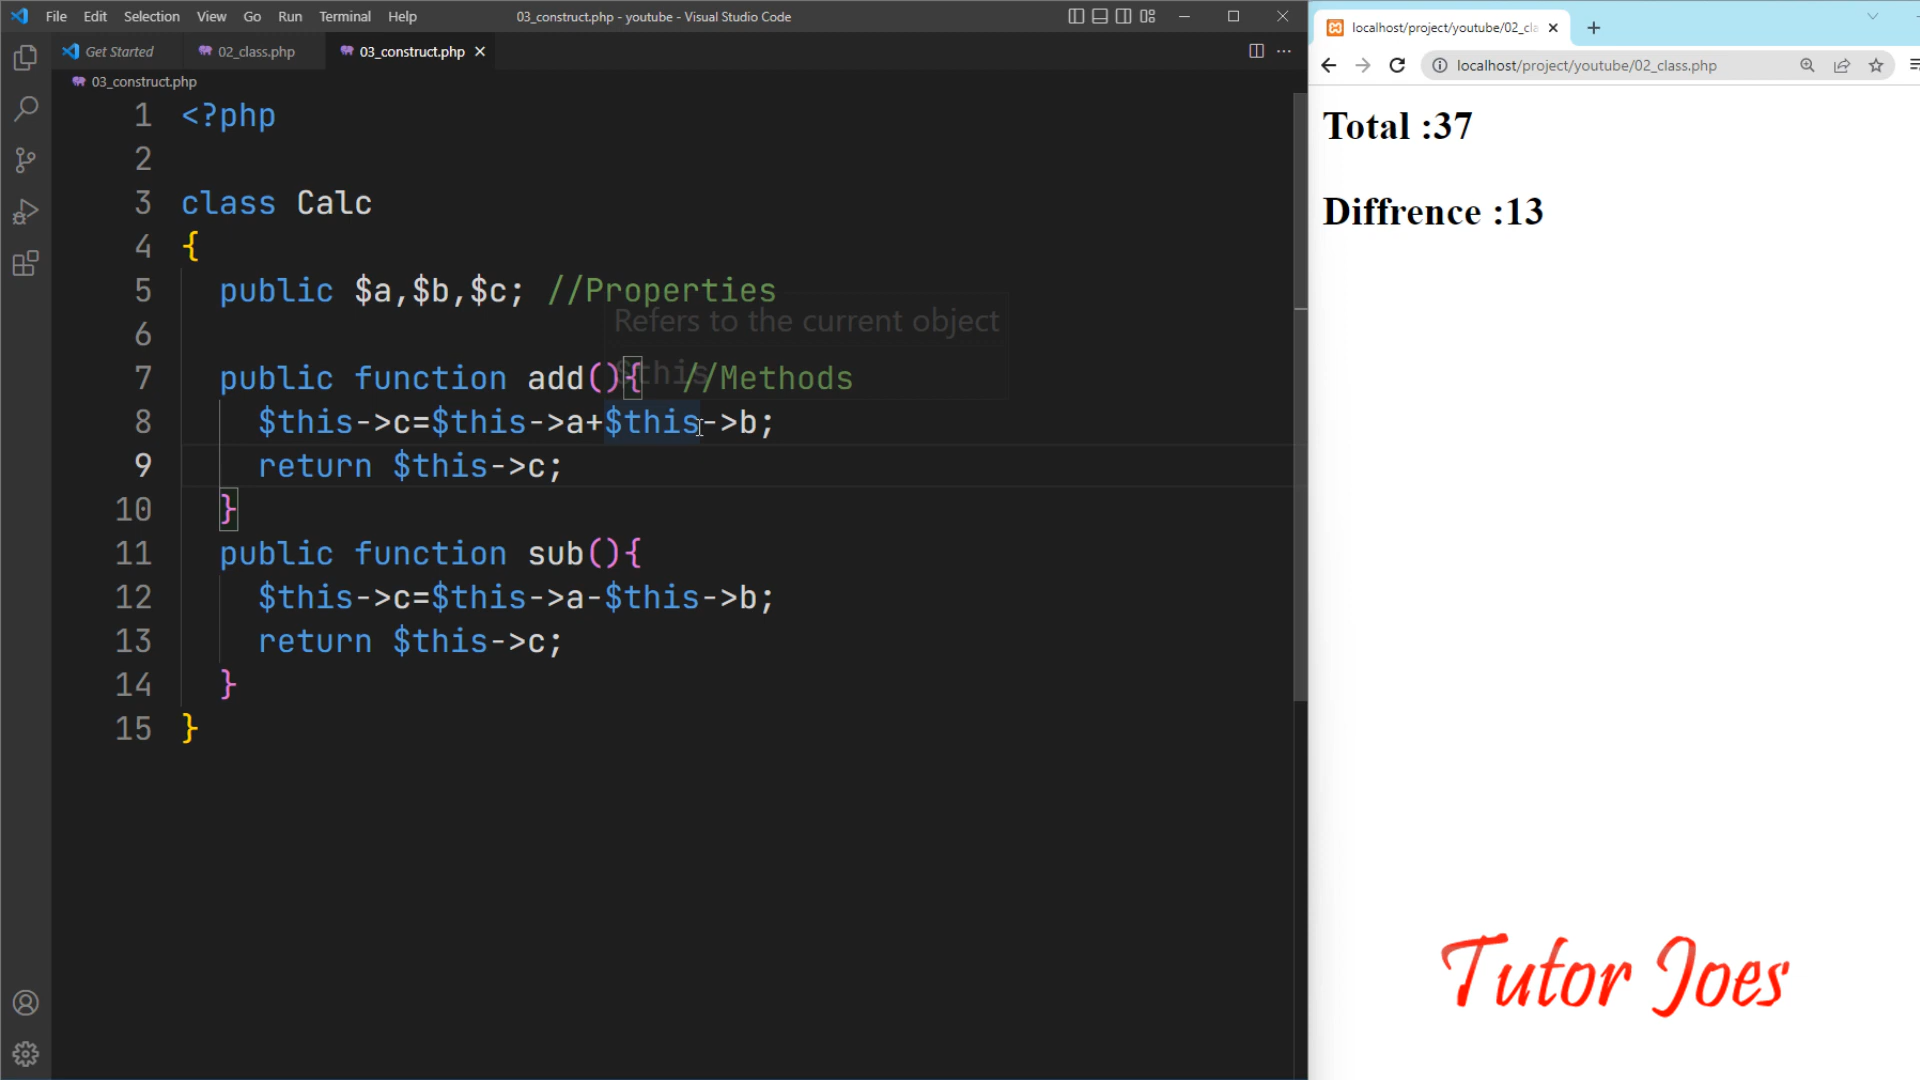 File Edit Selection View Go Run Terminal Help 03_construct.php - youtube - Visual Studio Code
Get Started 02_class.php 03_construct.php
03_construct.php
1 <?php
2
3 class Calc
4 {
5 public $a,$b,$c; //Properties
6
Refers to the current object
7 public function add(){ //Methods
$this
8 $this->c=$this->a+$this->b;
9 return $this->c;
10 }
11 public function sub(){
12 $this->c=$this->a-$this->b;
13 return $this->c;
14 }
15 }
localhost/project/youtube/02_cla
localhost/project/youtube/02_class.php
Total :37
Diffrence :13
Tutor Joes